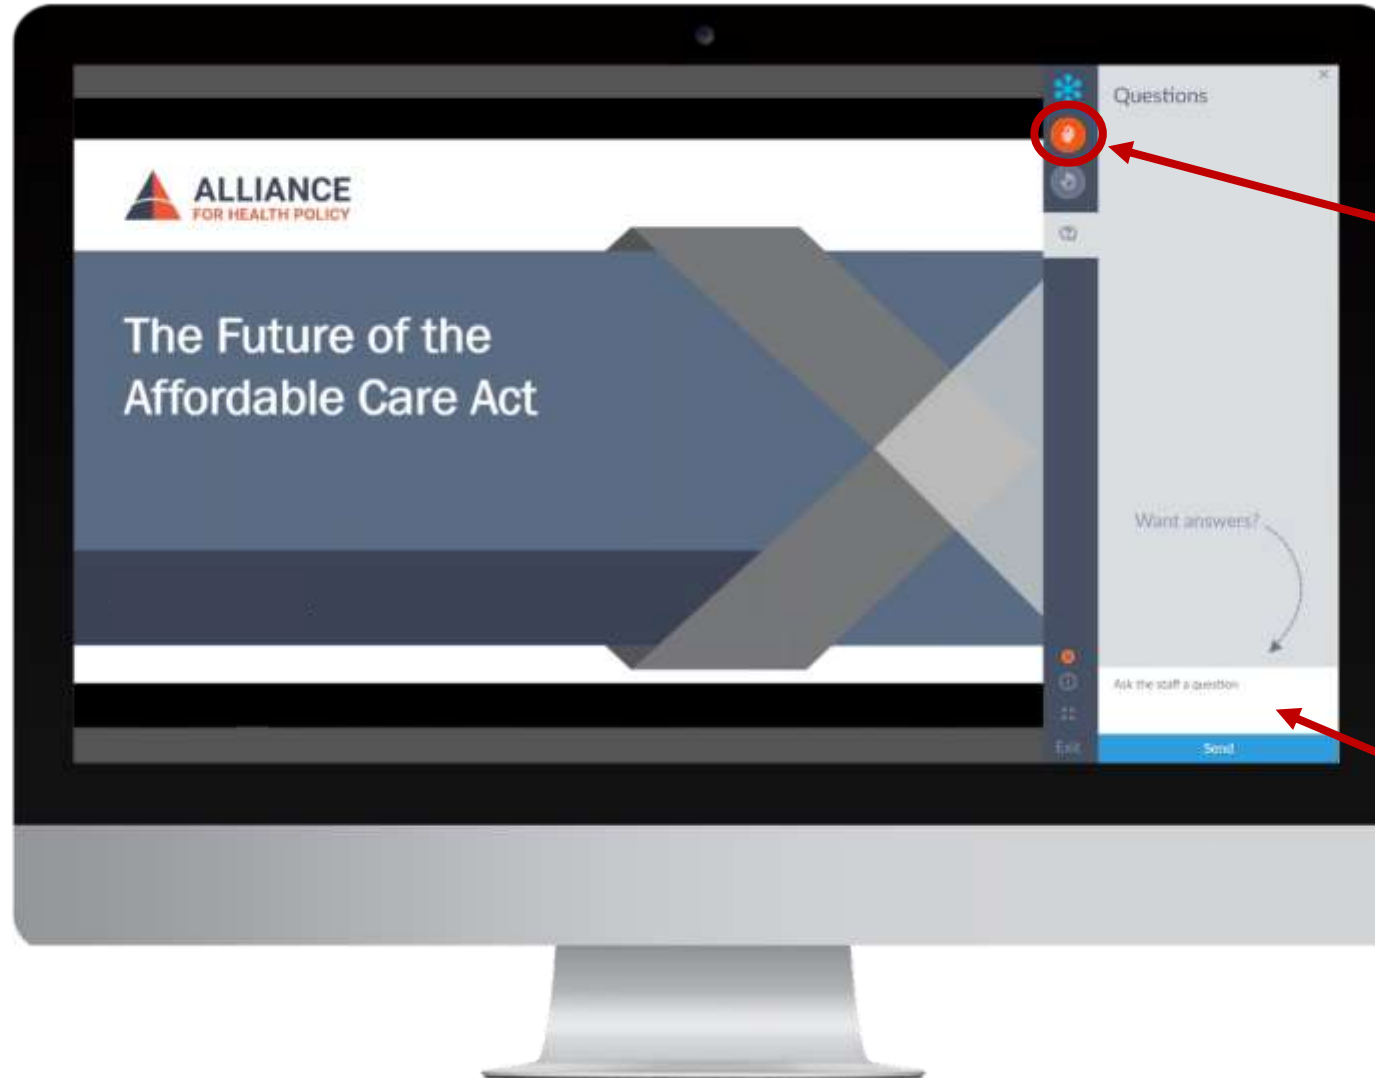 ALLIANCE
FOR HEALTH POLICY
The Future of the
Affordable Care Act
Questions
Want answers?
Ask the staff a question
Send
Exit